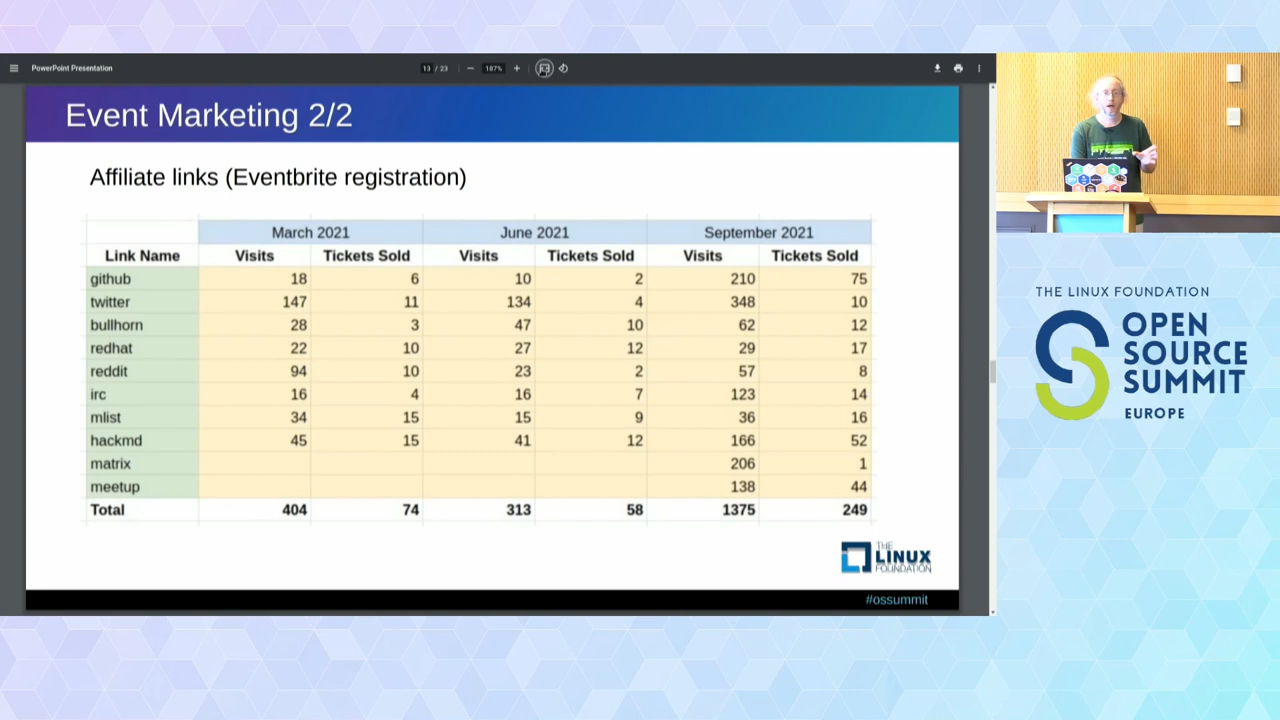 PowerPoint Presentation
13 / 23
187%
Event Marketing 2/2
Affiliate links (Eventbrite registration)
March 2021 June 2021 September 2021
Link Name Visits Tickets Sold Visits Tickets Sold Visits Tickets Sold
github 18 6 10 2 210 75
twitter 147 11 134 4 348 10
bullhorn 28 3 47 10 62 12
redhat 22 10 27 12 29 17
reddit 94 10 23 2 57 8
irc 16 4 16 7 123 14
mlist 34 15 15 9 36 16
hackmd 45 15 41 12 166 52
matrix 206 1
meetup 138 44
Total 404 74 313 58 1375 249
THE
LINUX
FOUNDATION
#ossummit
THE LINUX FOUNDATION
OPEN
SOURCE
SUMMIT
EUROPE